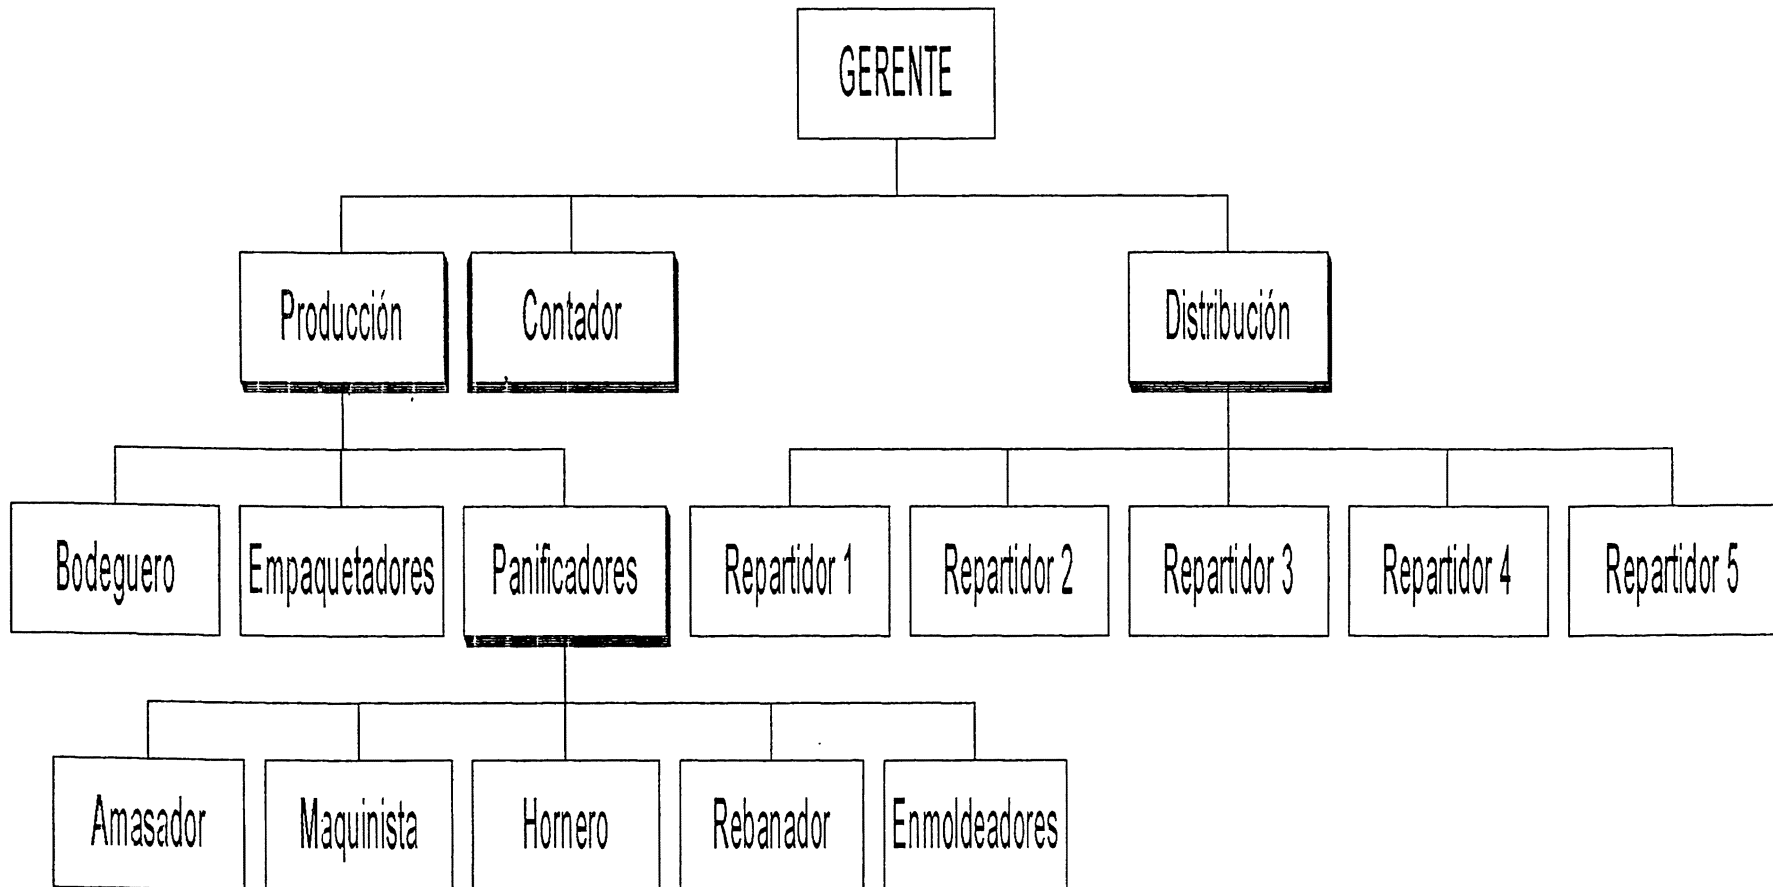 GERENTE
Producción
Contador
Distribución
Bodeguero
Empaquetadores
Panificadores
Repartidor 1
Repartidor 2
Repartidor 3
Repartidor 4
Repartidor 5
Amasador
Maquinista
Hornero
Rebanador
Enmoldeadores